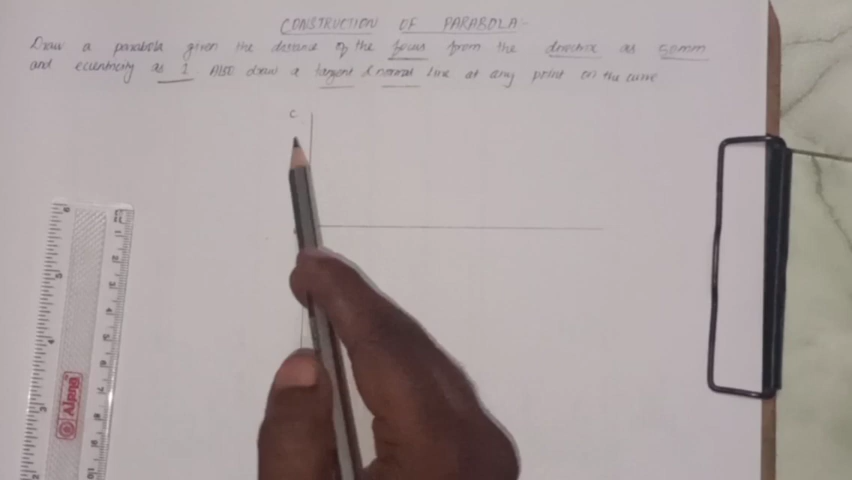 CONSTRUCTION OF PARABOLA:-
Draw a parabola given the distance of the focus from the directrix as 50mm
and eccentricity as 1 Also draw a tangent & normal line at any point on the curve
C
Alpha